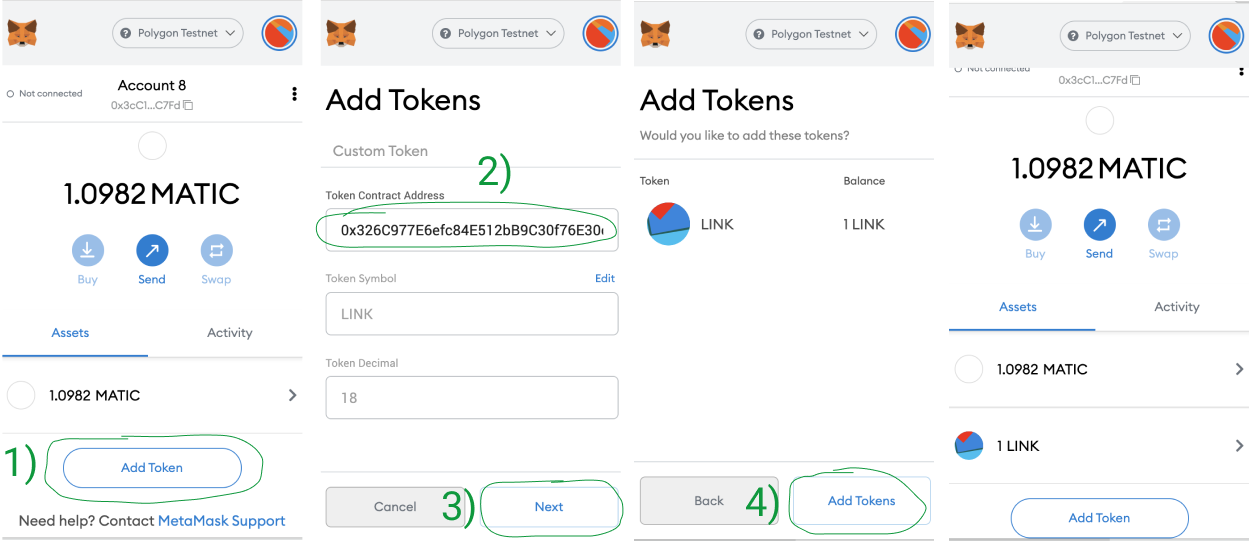 Polygon Testnet
Not connected
Account 8
0x3cC1...C7Fd
1.0982 MATIC
Buy
Send
Swap
Assets
Activity
1.0982 MATIC
1)
Add Token
Need help? Contact MetaMask Support
Polygon Testnet
Add Tokens
Custom Token
2)
Token Contract Address
0x326C977E6efc84E512bB9C30f76E30
Token Symbol
Edit
LINK
Token Decimal
18
Cancel
3)
Next
Polygon Testnet
Add Tokens
Would you like to add these tokens?
Token
Balance
LINK
1 LINK
Back
4)
Add Tokens
Polygon Testnet
Not connected
0x3cC1...C7Fd
1.0982 MATIC
Buy
Send
Swap
Assets
Activity
1.0982 MATIC
1 LINK
Add Token